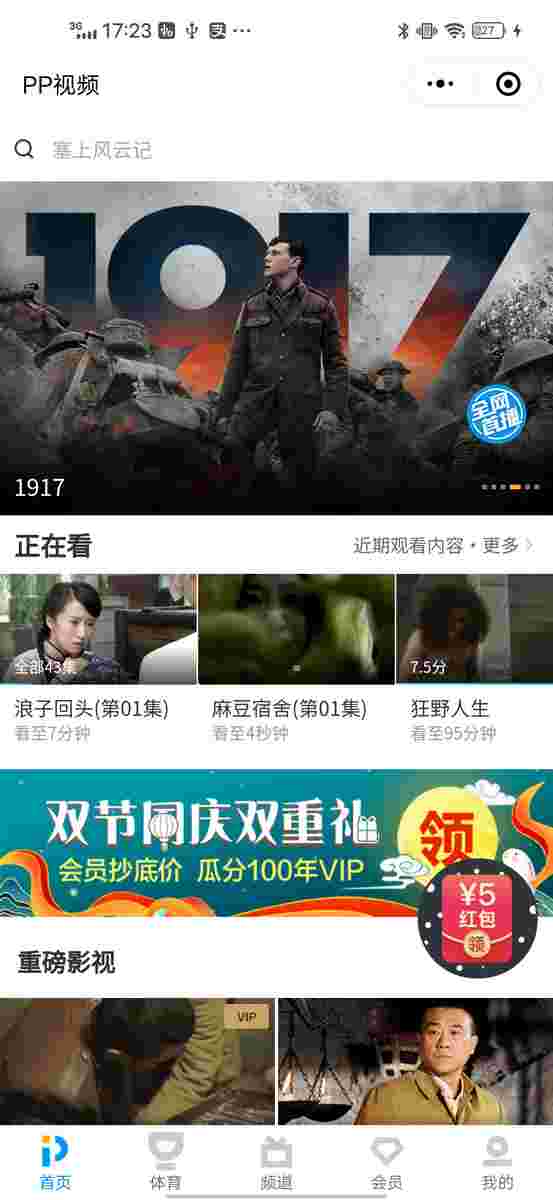 3G 17:23 27
PP视频
塞上风云记
1917
全网
首播
1917
正在看
近期观看内容·更多
全部43集
7.5分
浪子回头(第01集)
麻豆宿舍(第01集)
狂野人生
看至7分钟
看至4秒钟
看至95分钟
双节同庆双重礼
领
会员抄底价 瓜分100年VIP
¥5
红包
领
重磅影视
VIP
首页
体育
频道
会员
我的